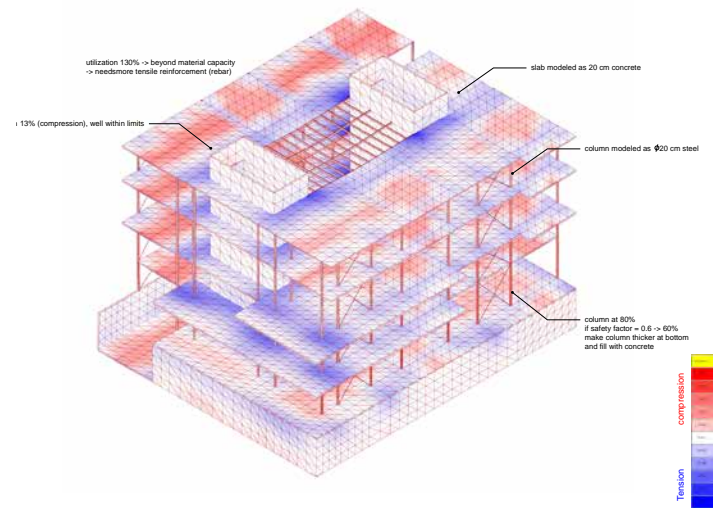 utilization 130% -> beyond material capacity
-> needsmore tensile reinforcement (rebar)
slab modeled as 20 cm concrete
13% (compression), well within limits
column modeled as ϕ20 cm steel
column at 80%
if safety factor = 0.6 -> 60%
make column thicker at bottom
and fill with concrete
compression
Tension